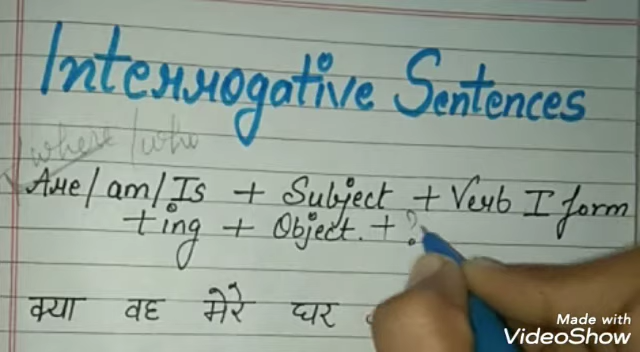 Interrogative Sentences
where/who
Are/am/Is + Subject + Verb I form
+ing + Object. + ?
क्या वह मेरे घर
Made with
VideoShow